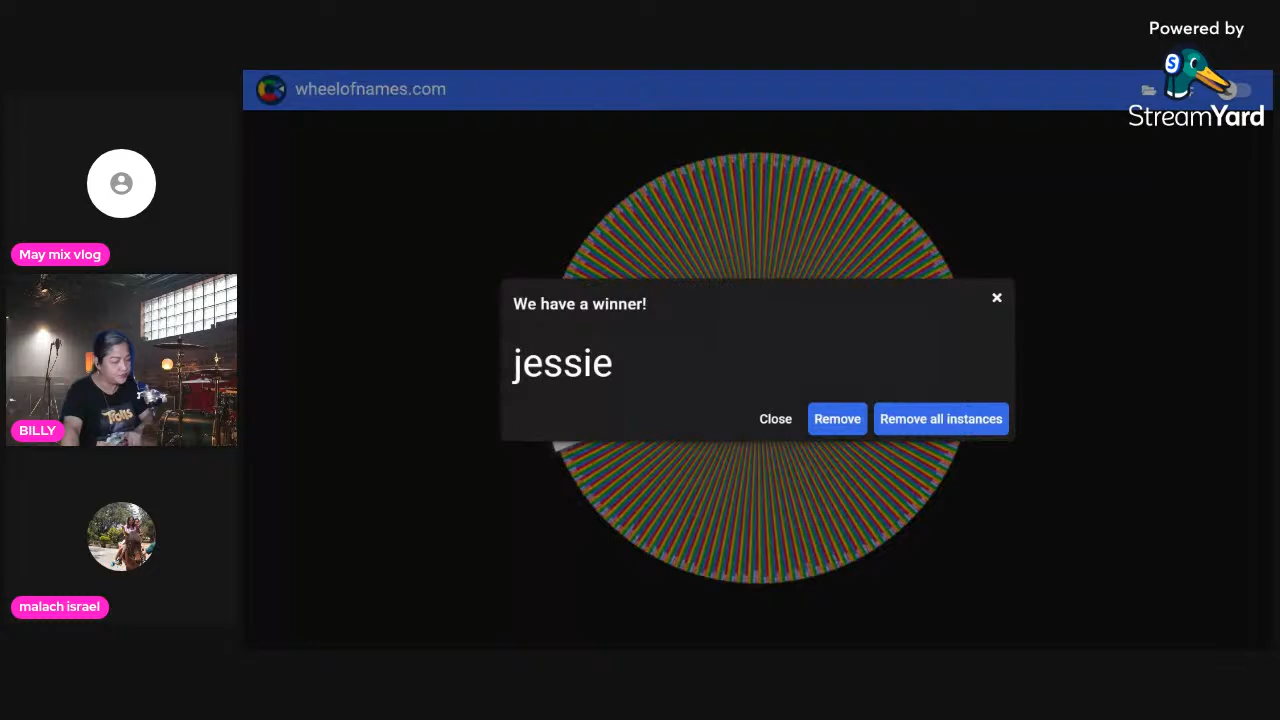 Powered by
StreamYard
wheelofnames.com
May mix vlog
We have a winner!
jessie
Close
Remove
Remove all instances
Trolls
BILLY
malach israel